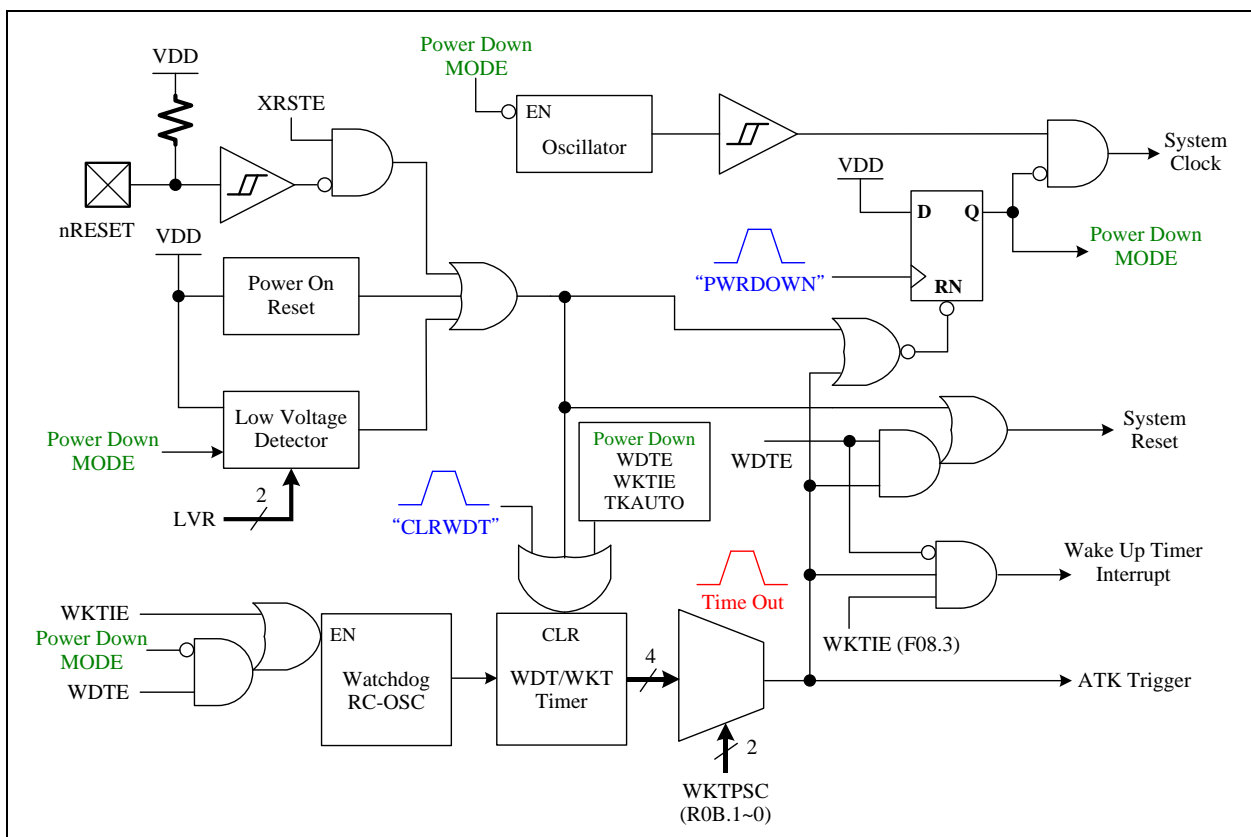 Power Down
MODE
VDD
XRSTE
EN
Oscillator
System
Clock
VDD
nRESET
VDD
D
Q
RN
Power Down
MODE
"PWRDOWN"
Power On
Reset
Low Voltage
Detector
Power Down
MODE
2
LVR
"CLRWDT"
Power Down
WDTE
WKTIE
TKAUTO
WDTE
System
Reset
Time Out
Wake Up Timer
Interrupt
WKTIE (F08.3)
WKTIE
Power Down
MODE
WDTE
EN
Watchdog
RC-OSC
CLR
WDT/WKT
Timer
4
ATK Trigger
2
WKTPSC
(R0B.1~0)